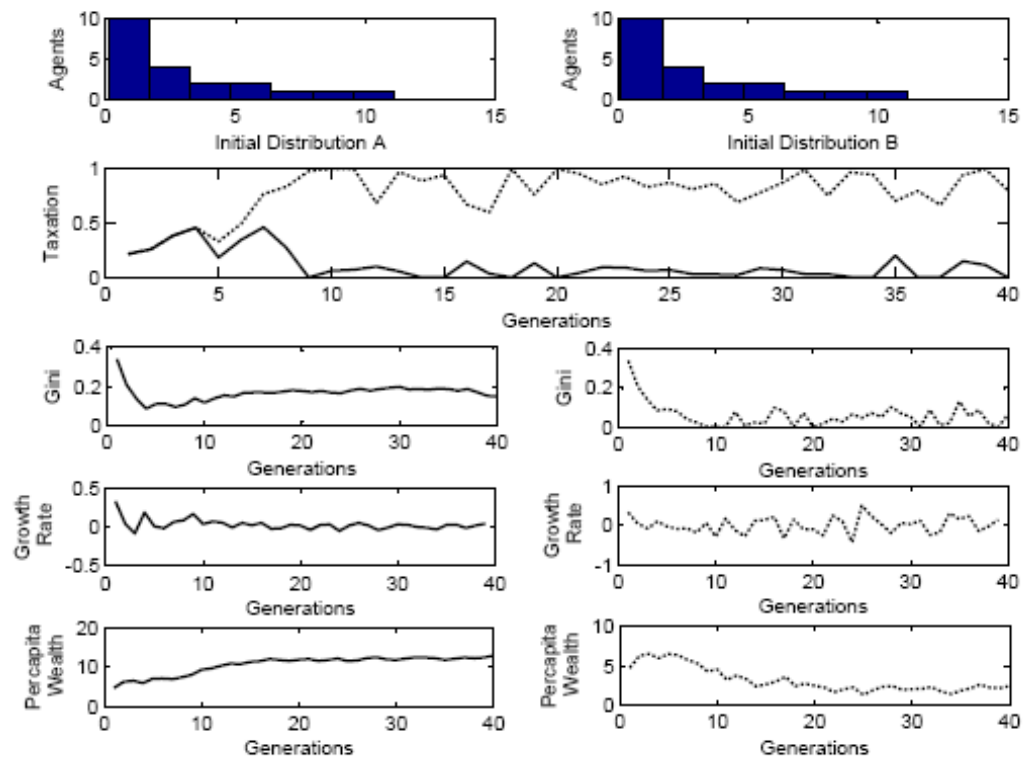 10
5
0
Agents
0 5 10 15
Initial Distribution A
10
5
0
Agents
0 5 10 15
Initial Distribution B
1
0.5
0
Taxation
0 5 10 15 20 25 30 35 40
Generations
0.4
0.2
0
Gini
0 10 20 30 40
Generations
0.4
0.2
0
Gini
0 10 20 30 40
Generations
0.5
0
-0.5
Growth
Rate
0 10 20 30 40
Generations
1
0
-1
Growth
Rate
0 10 20 30 40
Generations
20
10
0
Percapita
Wealth
0 10 20 30 40
Generations
10
5
0
Percapita
Wealth
0 10 20 30 40
Generations